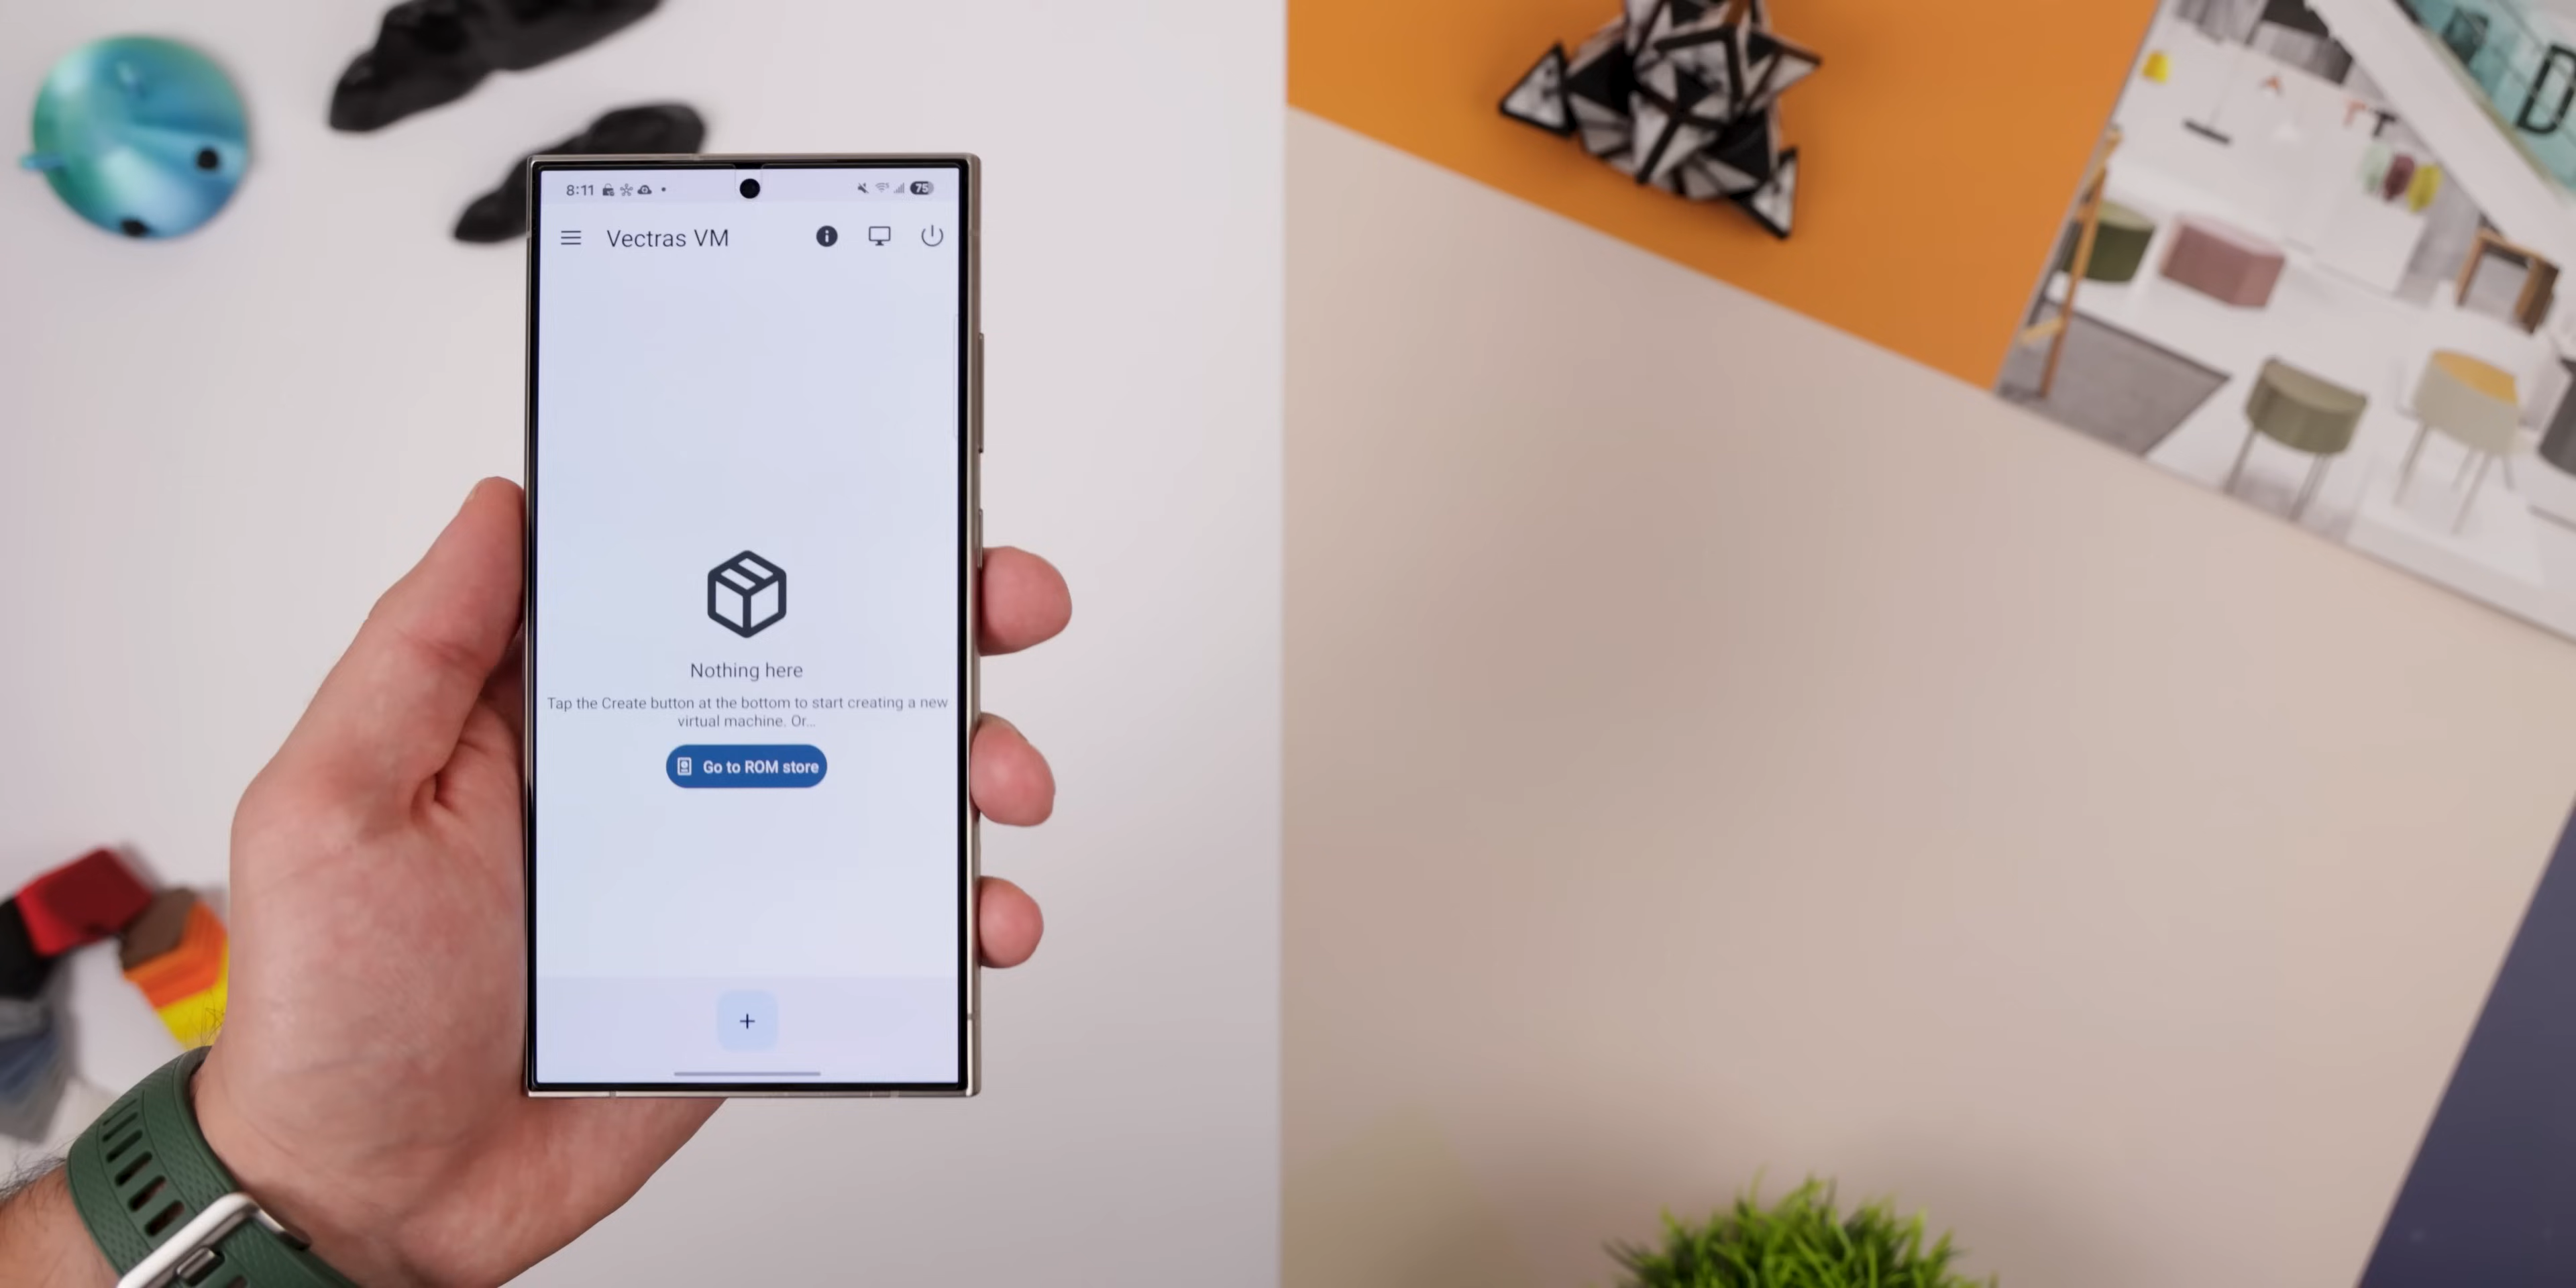 8:11
75
Vectras VM
Nothing here
Tap the Create button at the bottom to start creating a new
virtual machine. Or...
Go to ROM store
+
D